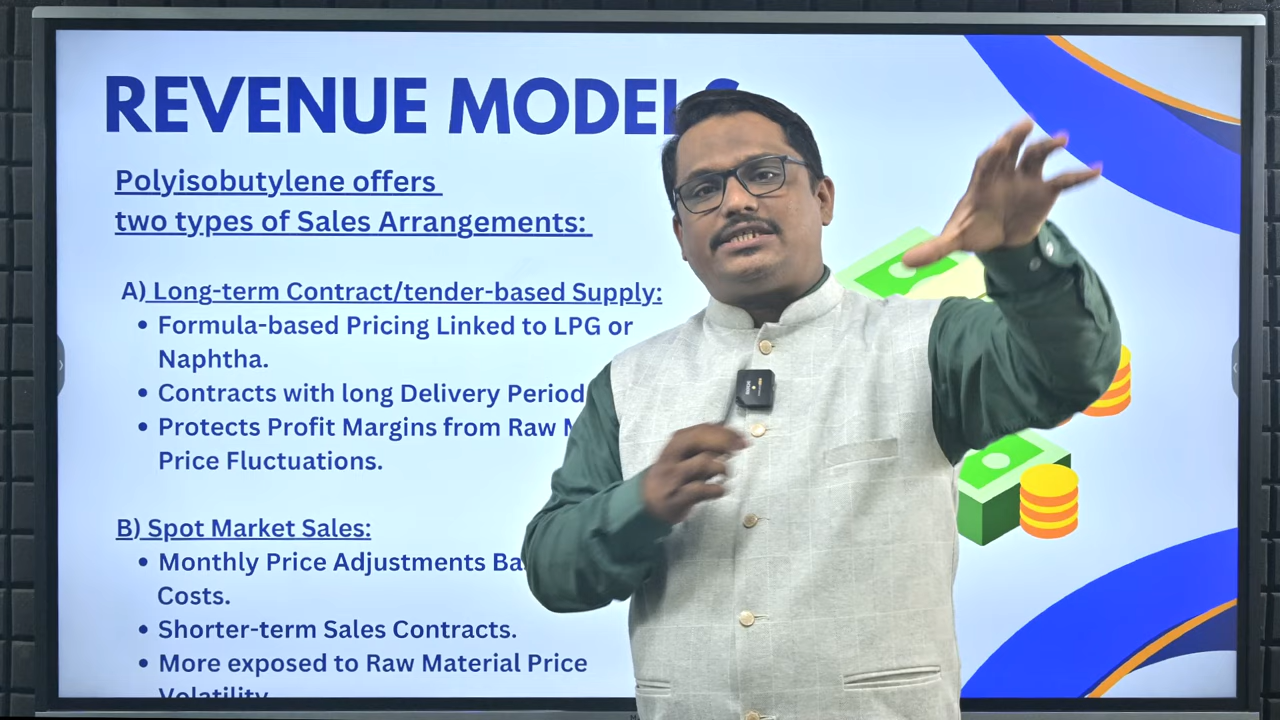 REVENUE MODELS
Polyisobutylene offers
two types of Sales Arrangements:
A) Long-term Contract/tender-based Supply:
• Formula-based Pricing Linked to LPG or
Naphtha.
• Contracts with long Delivery Period
• Protects Profit Margins from Raw
Price Fluctuations.
B) Spot Market Sales:
• Monthly Price Adjustments
Costs.
• Shorter-term Sales Contracts.
• More exposed to Raw Material Price
Volatility